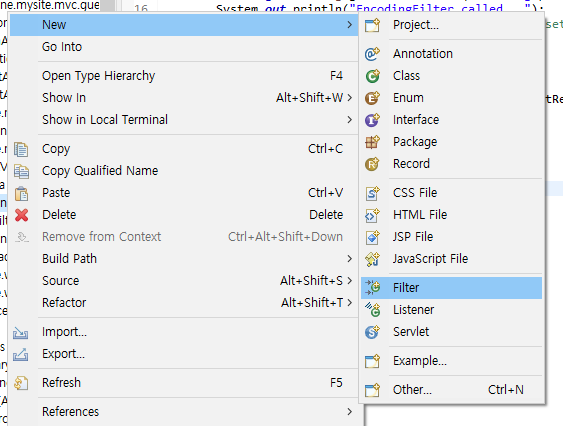 ne.mysite.mvc.que
16
System.out.println("EncodingFilter called...");
New
Go Into
Open Type Hierarchy F4
Show In Alt+Shift+W
Show in Local Terminal
Copy Ctrl+C
Copy Qualified Name
Paste Ctrl+V
Delete Delete
Remove from Context Ctrl+Alt+Shift+Down
Build Path
Source Alt+Shift+S
Refactor Alt+Shift+T
Import...
Export...
Refresh F5
References
Project...
Annotation
Class
Enum
Interface
Package
Record
CSS File
HTML File
JSP File
JavaScript File
Filter
Listener
Servlet
Example...
Other... Ctrl+N